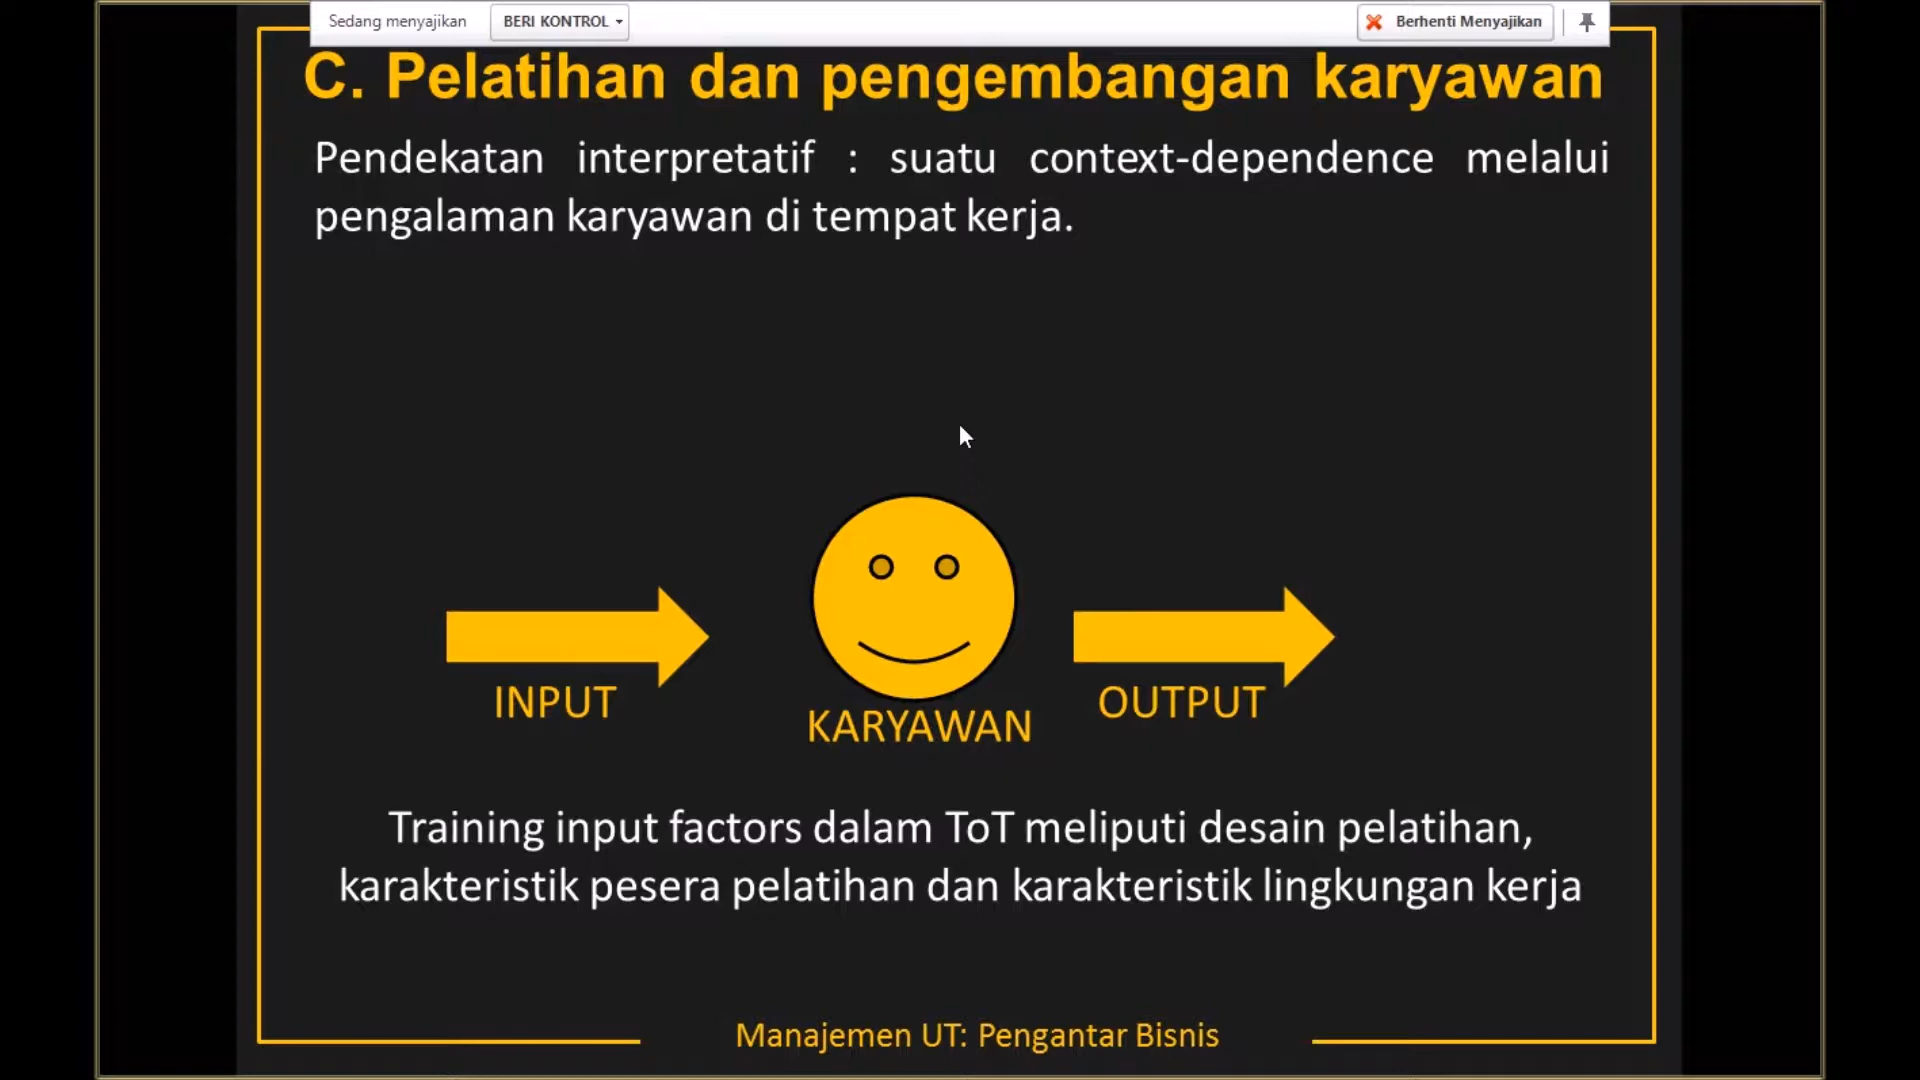 Sedang menyajikan BERI KONTROL Berhenti Menyajikan
C. Pelatihan dan pengembangan karyawan
Pendekatan interpretatif : suatu context-dependence melalui
pengalaman karyawan di tempat kerja.
INPUT
KARYAWAN
OUTPUT
Training input factors dalam ToT meliputi desain pelatihan,
karakteristik pesera pelatihan dan karakteristik lingkungan kerja
Manajemen UT: Pengantar Bisnis